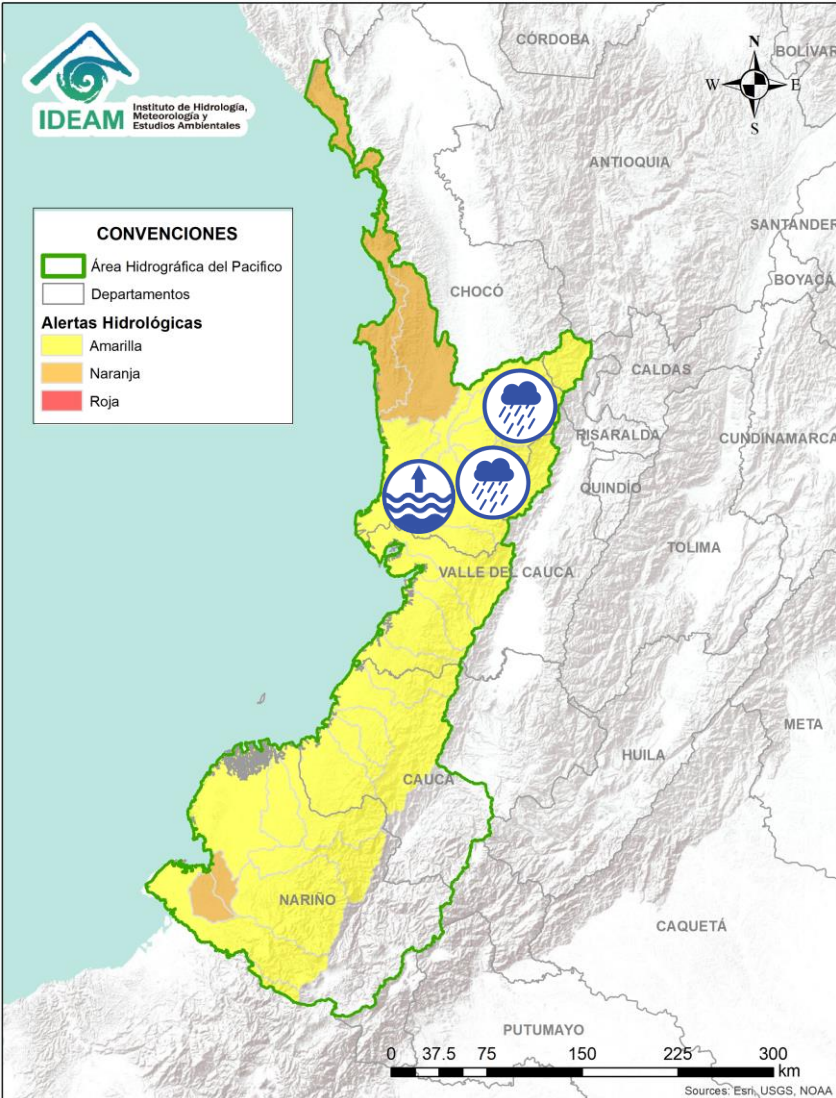 IDEAM
Instituto de Hidrología,
Meteorología y
Estudios Ambientales
N
W
E
S
CÓRDOBA
BOLÍVAR
ANTIOQUIA
SANTANDER
BOYACÁ
CHOCÓ
CONVENCIONES
Área Hidrográfica del Pacifico
Departamentos
Alertas Hidrológicas
Amarilla
Naranja
Roja
CALDAS
RISARALDA
CUNDINAMARCA
QUINDÍO
TOLIMA
VALLE DEL CAUCA
META
HUILA
CAUCA
NARIÑO
CAQUETÁ
PUTUMAYO
0 37.5 75 150 225 300
km
Sources: Esri, USGS, NOAA